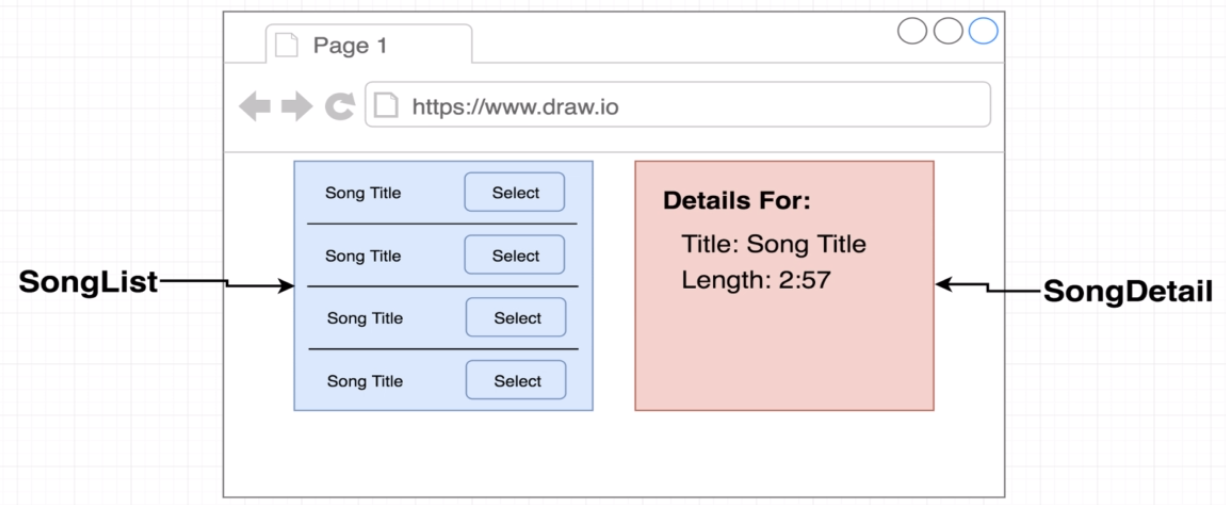 Page 1
https://www.draw.io
SongList
Song Title Select
Song Title Select
Song Title Select
Song Title Select
Details For:
Title: Song Title
Length: 2:57
SongDetail